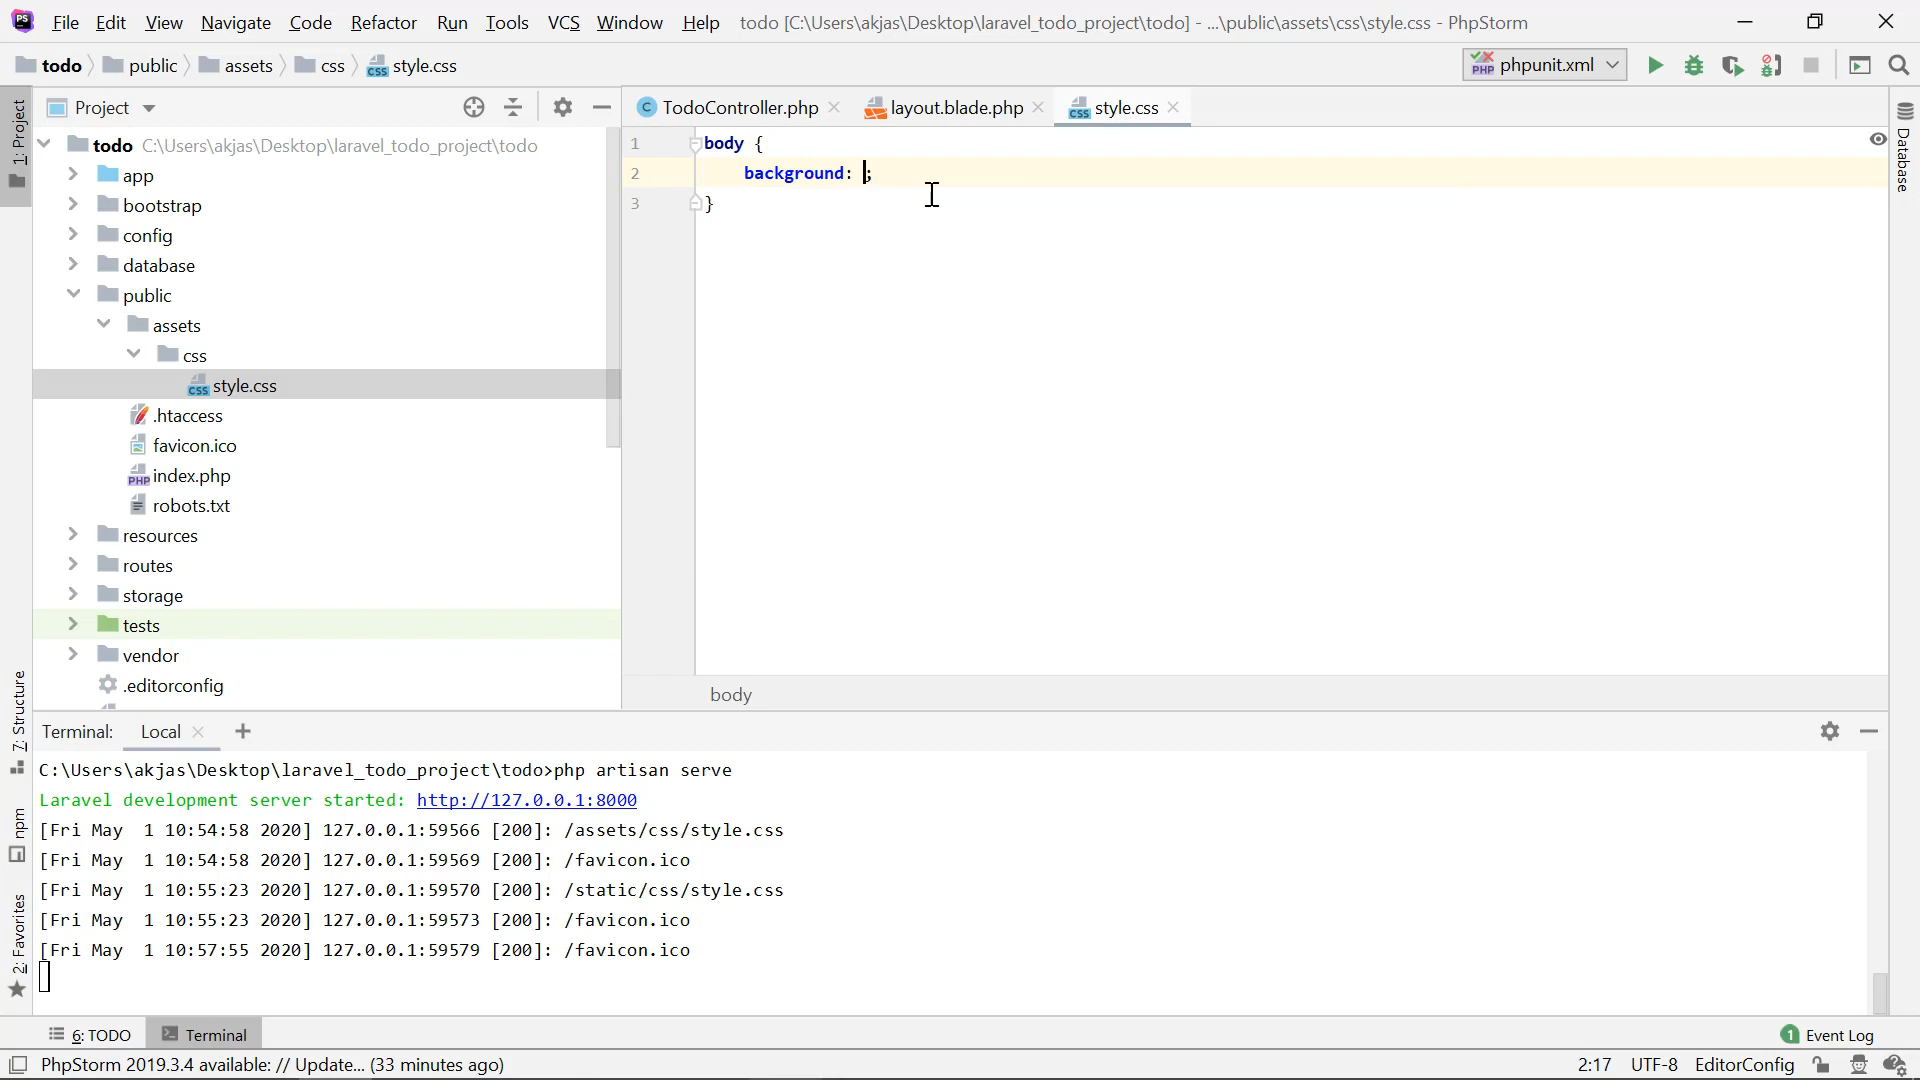 PS File Edit View Navigate Code Refactor Run Tools VCS Window Help todo [C:\Users\akjas\Desktop\laravel_todo_project\todo] - ...\public\assets\css\style.css - PhpStorm
todo public assets css CSS style.css PHP phpunit.xml
Project C TodoController.php layout.blade.php CSS style.css
1: Project
todo C:\Users\akjas\Desktop\laravel_todo_project\todo
app
bootstrap
config
database
public
assets
css
CSS style.css
.htaccess
favicon.ico
PHP index.php
robots.txt
resources
routes
storage
tests
vendor
.editorconfig
1 body {
2 background: ;
3 }
body
Database
7: Structure
npm
2: Favorites
Terminal: Local
C:\Users\akjas\Desktop\laravel_todo_project\todo>php artisan serve
Laravel development server started: http://127.0.0.1:8000
[Fri May  1 10:54:58 2020] 127.0.0.1:59566 [200]: /assets/css/style.css
[Fri May  1 10:54:58 2020] 127.0.0.1:59569 [200]: /favicon.ico
[Fri May  1 10:55:23 2020] 127.0.0.1:59570 [200]: /static/css/style.css
[Fri May  1 10:55:23 2020] 127.0.0.1:59573 [200]: /favicon.ico
[Fri May  1 10:57:55 2020] 127.0.0.1:59579 [200]: /favicon.ico
6: TODO Terminal 1 Event Log
PhpStorm 2019.3.4 available: // Update... (33 minutes ago) 2:17 UTF-8 EditorConfig